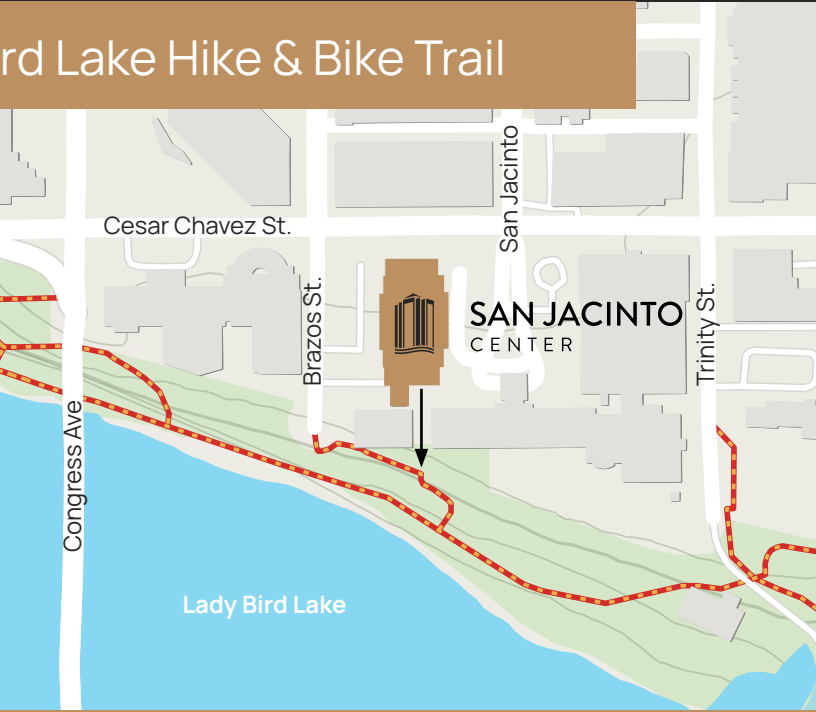 rd Lake Hike & Bike Trail
San Jacinto
Cesar Chavez St.
Brazos St.
SAN JACINTO
CENTER
Trinity St.
Congress Ave
Lady Bird Lake